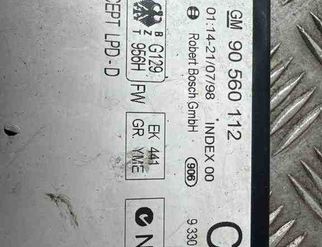 GM 90 560 112
01:14-21/07/98 INDEX 00
Robert Bosch GmbH 906
9 330
B G129
Z 956H
FW
EK 441
GR YME
CEPT LPD-D
C
N